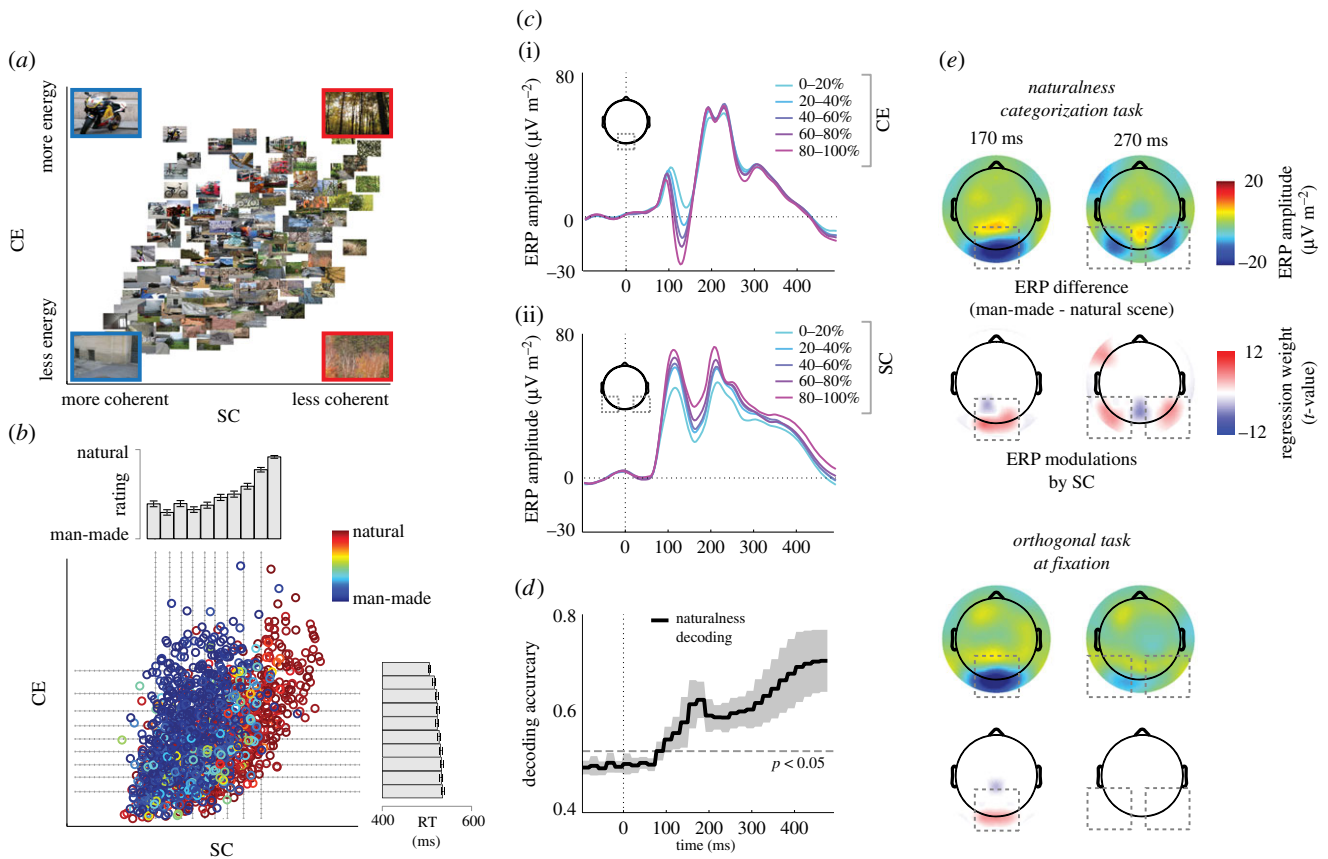 (a)
more energy
CE
less energy
more coherent
less coherent
SC
(b)
natural
rating
man-made
natural
man-made
CE
SC
400
600
RT
(ms)
(c)
(i)
80
0
−30
ERP amplitude (µV m−2)
0–20%
20–40%
40–60%
60–80%
80–100%
CE
0 100 200 300 400
(ii)
80
0
−30
ERP amplitude (µV m−2)
0–20%
20–40%
40–60%
60–80%
80–100%
SC
0 100 200 300 400
(d)
0.8
0.6
0.4
decoding accurcary
naturalness
decoding
p < 0.05
0 100 200 300 400
time (ms)
(e)
naturalness
categorization task
170 ms
270 ms
20
−20
ERP amplitude
(µV m−2)
ERP difference
(man-made - natural scene)
12
−12
regression weight
(t-value)
ERP modulations
by SC
orthogonal task
at fixation